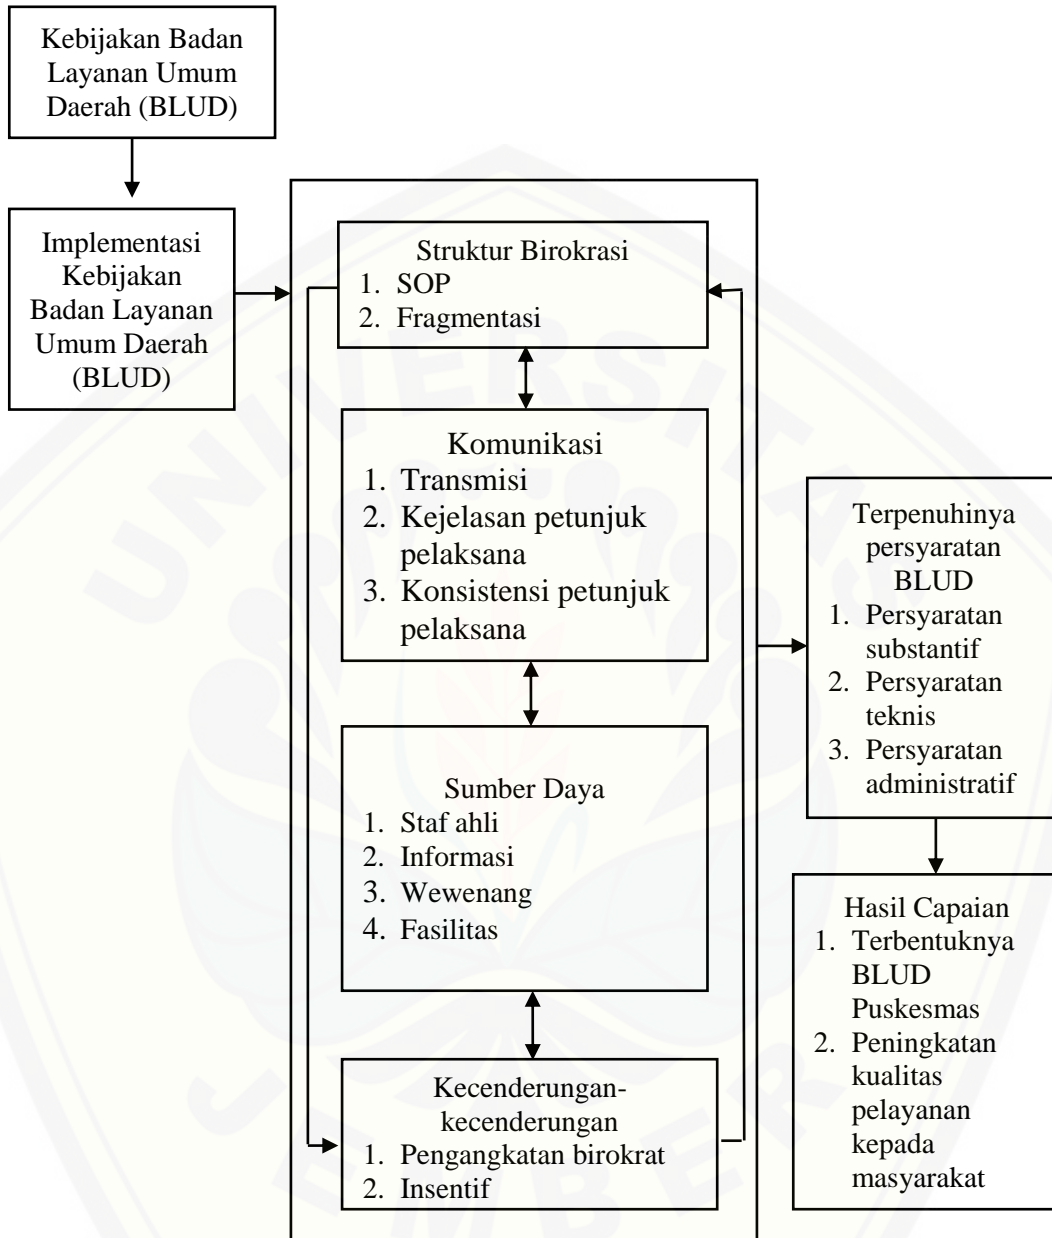 Kebijakan Badan
Layanan Umum
Daerah (BLUD)
Implementasi
Kebijakan
Badan Layanan
Umum Daerah
(BLUD)
Struktur Birokrasi
1. SOP
2. Fragmentasi
Komunikasi
1. Transmisi
2. Kejelasan petunjuk
pelaksana
3. Konsistensi petunjuk
pelaksana
Sumber Daya
1. Staf ahli
2. Informasi
3. Wewenang
4. Fasilitas
Kecenderungan-
kecenderungan
1. Pengangkatan birokrat
2. Insentif
Terpenuhinya
persyaratan
BLUD
1. Persyaratan
substantif
2. Persyaratan
teknis
3. Persyaratan
administratif
Hasil Capaian
1. Terbentuknya
BLUD
Puskesmas
2. Peningkatan
kualitas
pelayanan
kepada
masyarakat
UNIVERSITAS
JEMBER